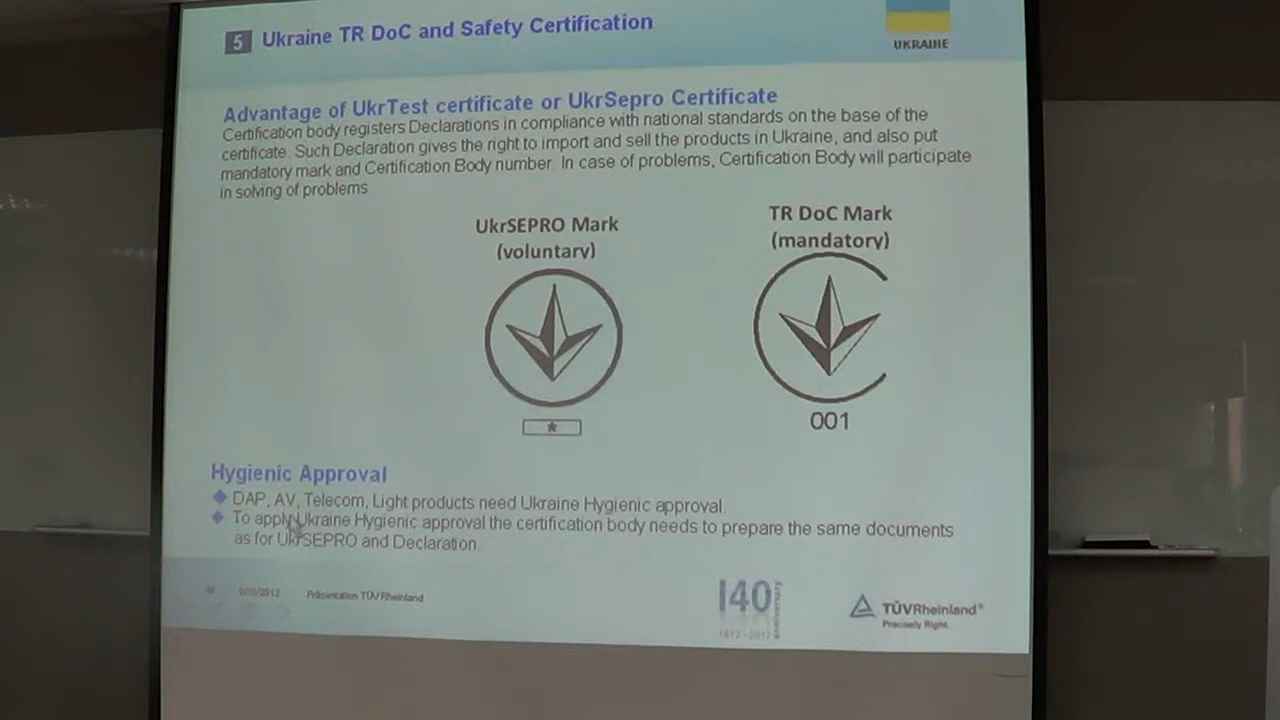 5 Ukraine TR DoC and Safety Certification
UKRAINE
Advantage of UkrTest certificate or UkrSepro Certificate
Certification body registers Declarations in compliance with national standards on the base of the
certificate. Such Declaration gives the right to import and sell the products in Ukraine, and also put
mandatory mark and Certification Body number. In case of problems, Certification Body will participate
in solving of problems
UkrSEPRO Mark
(voluntary)
TR DoC Mark
(mandatory)
*
001
Hygienic Approval
DAP, AV, Telecom, Light products need Ukraine Hygienic approval.
To apply Ukraine Hygienic approval the certification body needs to prepare the same documents
as for UkrSEPRO and Declaration.
Präsentation TÜV Rheinland
140
anniversary
1872 - 2012
TÜVRheinland®
Precisely Right.